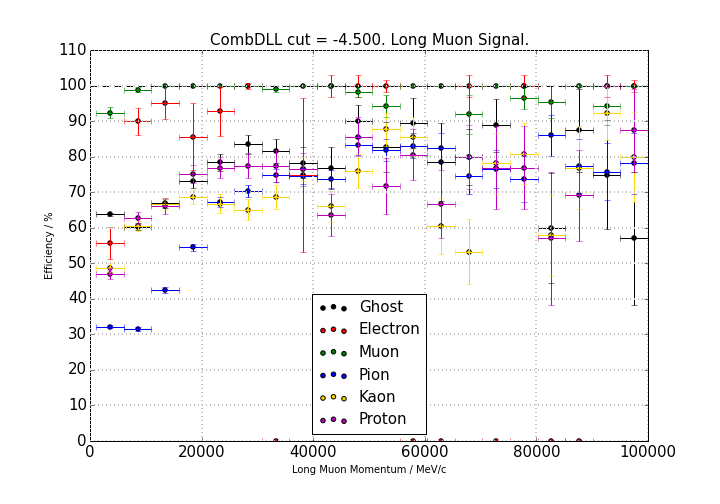 CombDLL cut = -4.500. Long Muon Signal.
110
100
90
80
70
60
50
40
30
20
10
0
Efficiency / %
Ghost
Electron
Muon
Pion
Kaon
Proton
0 20000 40000 60000 80000 100000
Long Muon Momentum / MeV/c